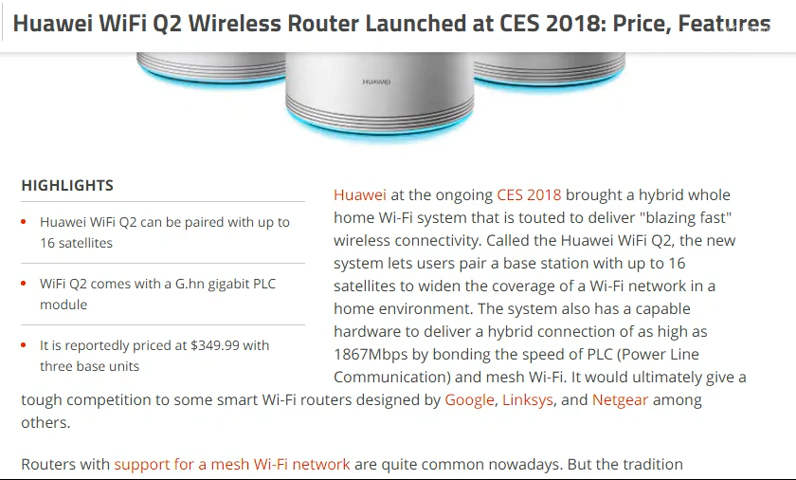 Huawei WiFi Q2 Wireless Router Launched at CES 2018: Price, Features
HUAWEI
HIGHLIGHTS
Huawei WiFi Q2 can be paired with up to
16 satellites
WiFi Q2 comes with a G.hn gigabit PLC
module
It is reportedly priced at $349.99 with
three base units
Huawei at the ongoing CES 2018 brought a hybrid whole
home Wi-Fi system that is touted to deliver "blazing fast"
wireless connectivity. Called the Huawei WiFi Q2, the new
system lets users pair a base station with up to 16
satellites to widen the coverage of a Wi-Fi network in a
home environment. The system also has a capable
hardware to deliver a hybrid connection of as high as
1867Mbps by bonding the speed of PLC (Power Line
Communication) and mesh Wi-Fi. It would ultimately give a
tough competition to some smart Wi-Fi routers designed by Google, Linksys, and Netgear among
others.
Routers with support for a mesh Wi-Fi network are quite common nowadays. But the tradition